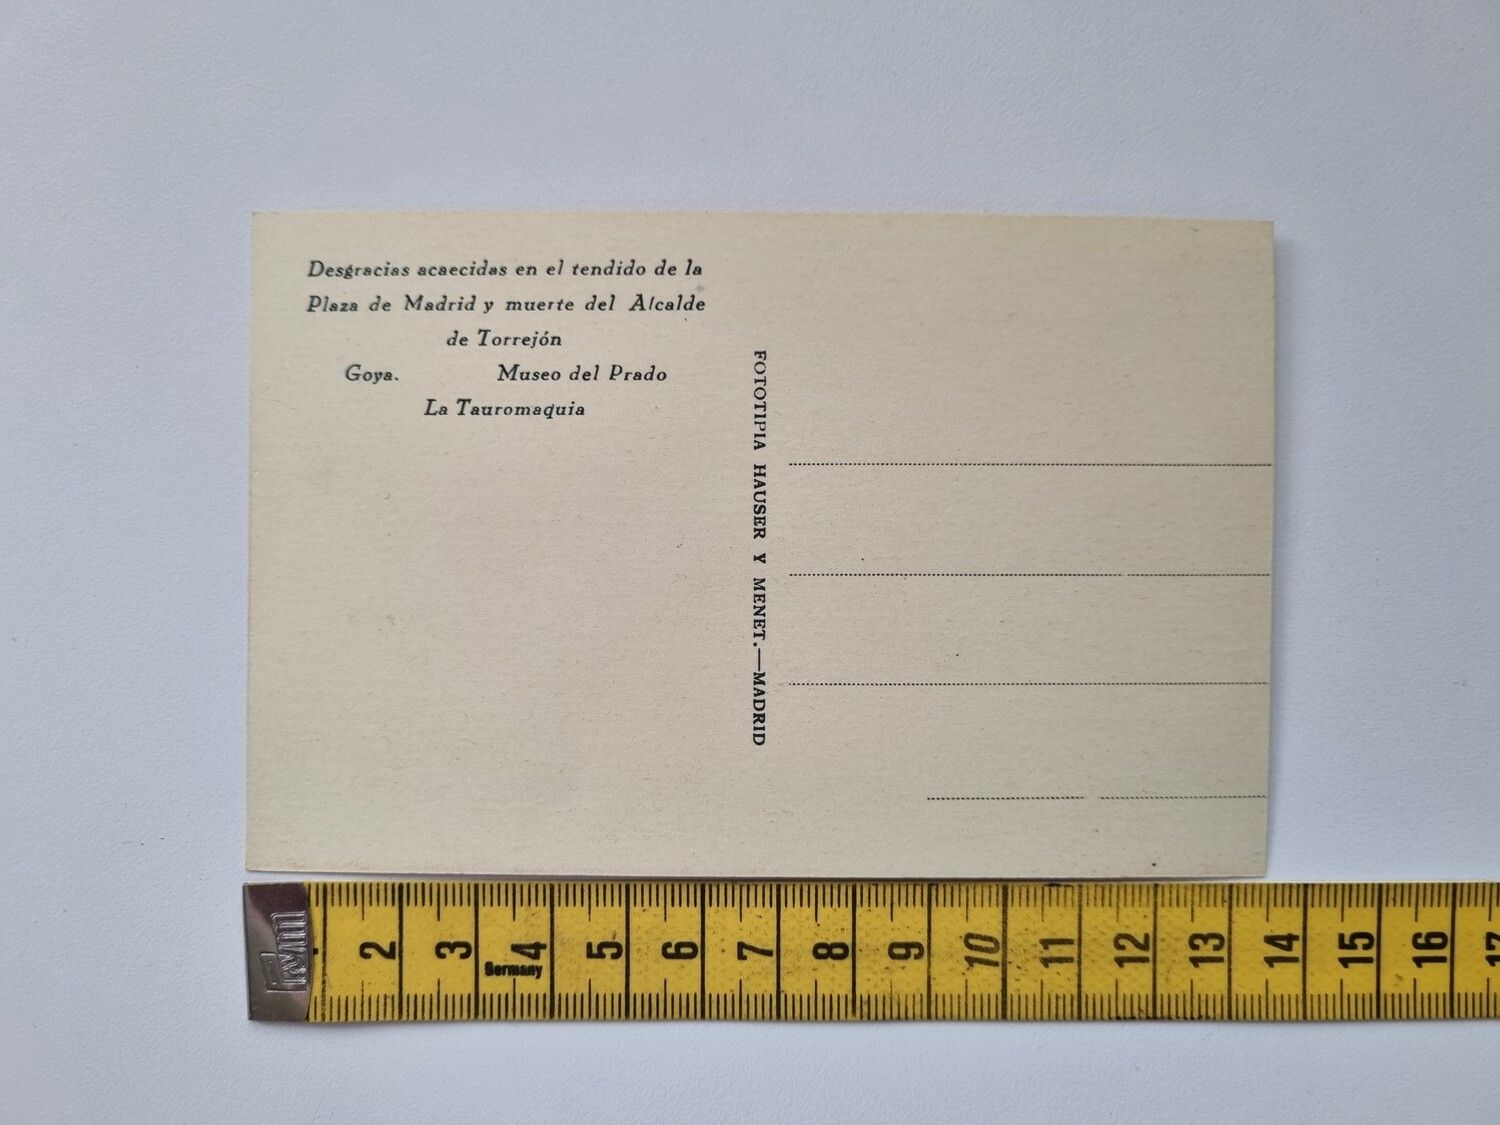 Desgracias acaecidas en el tendido de la
Plaza de Madrid y muerte del Alcalde
de Torrejón
Goya. Museo del Prado
La Tauromaquia
FOTOTIPIA HAUSER Y MENET.—MADRID
Prym
2 3 4 5 6 7 8 9 10 11 12 13 14 15 16 17
Germany